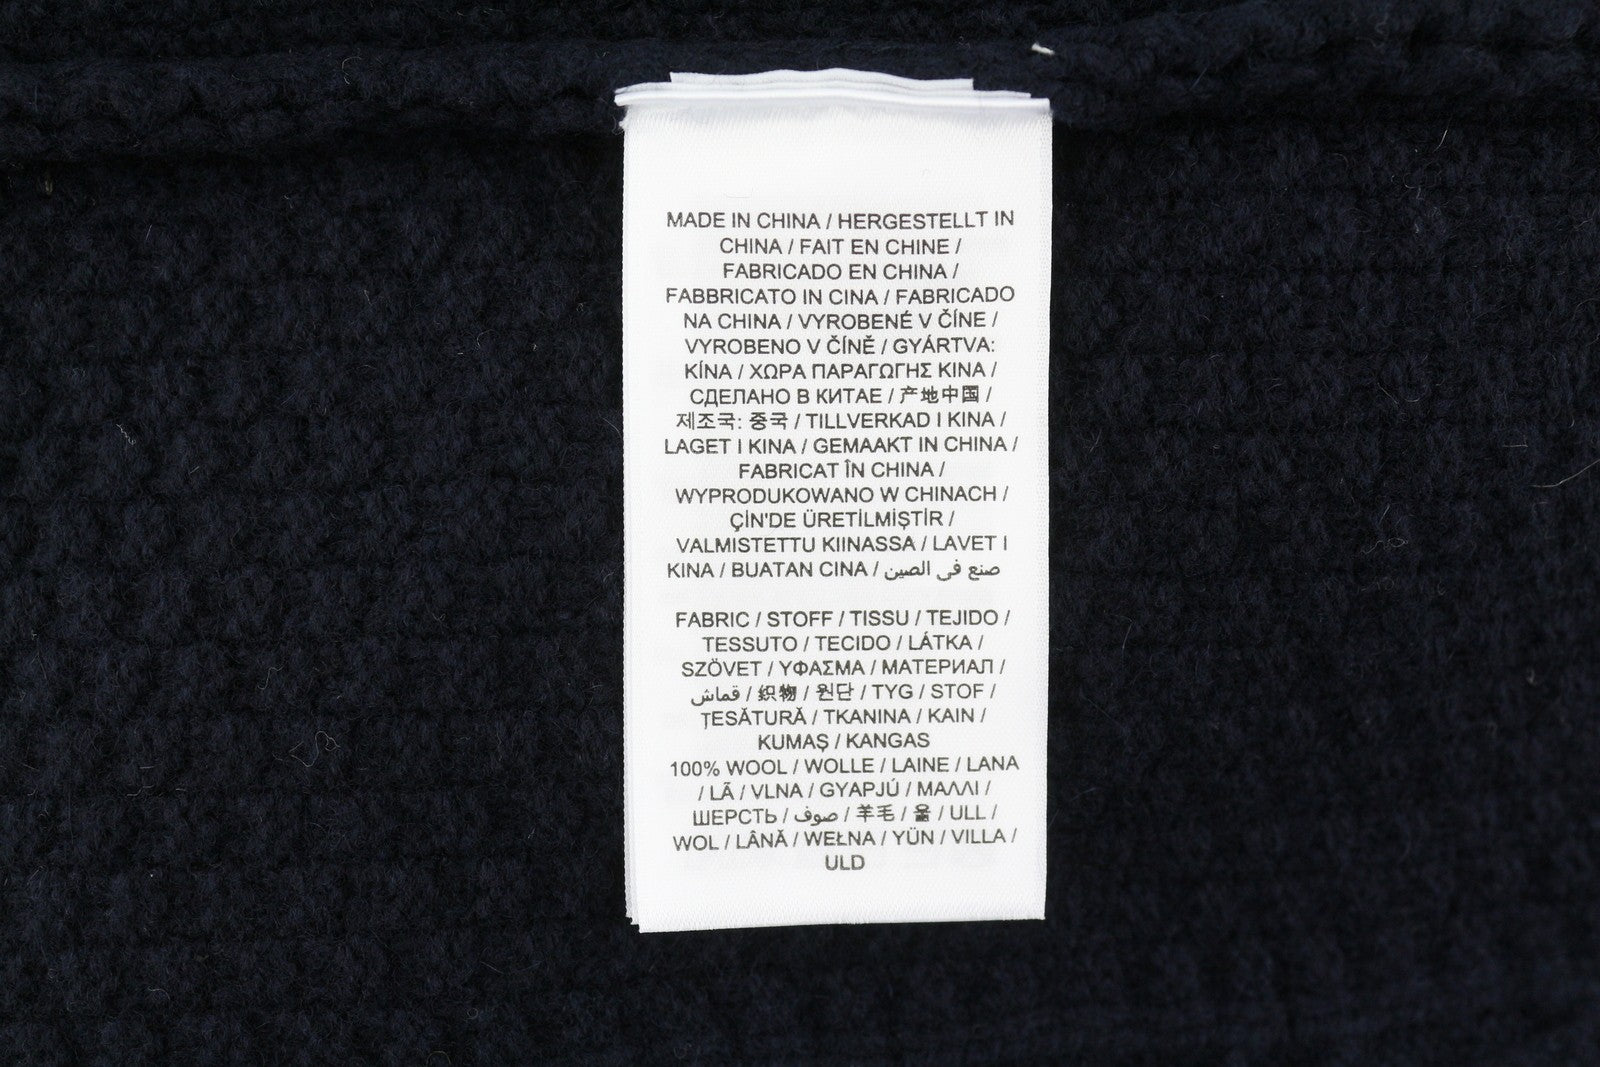 MADE IN CHINA / HERGESTELLT IN
CHINA / FAIT EN CHINE /
FABRICADO EN CHINA /
FABBRICATO IN CINA / FABRICADO
NA CHINA / VYROBENÉ V ČÍNE /
VYROBENO V ČÍNĚ / GYÁRTVA:
KÍNA / ΧΩΡΑ ΠΑΡΑΓΩΓΗΣ ΚΙΝΑ /
СДЕЛАНО В КИТАЕ / 产地中国 /
제조국: 중국 / TILLVERKAD I KINA /
LAGET I KINA / GEMAAKT IN CHINA /
FABRICAT ÎN CHINA /
WYPRODUKOWANO W CHINACH /
ÇİN'DE ÜRETİLMİŞTİR /
VALMISTETTU KIINASSA / LAVET I
KINA / BUATAN CINA / صنع في الصين
FABRIC / STOFF / TISSU / TEJIDO /
TESSUTO / TECIDO / LÁTKA /
SZÖVET / ΥΦΑΣΜΑ / МАТЕРИАЛ /
قماش / 织物 / 원단 / TYG / STOF /
ȚESĂTURĂ / TKANINA / KAIN /
KUMAŞ / KANGAS
100% WOOL / WOLLE / LAINE / LANA
/ LÃ / VLNA / GYAPJÚ / ΜΑΛΛΙ /
ШЕРСТЬ / صوف / 羊毛 / 울 / ULL /
WOL / LÂNĂ / WEŁNA / YÜN / VILLA /
ULD